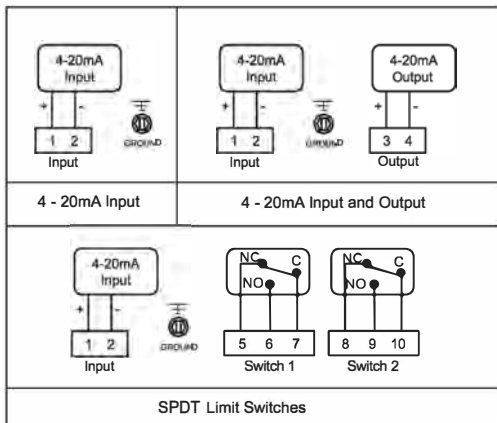 4-20mA
Input
+ -
1 2
Input
GROUND
4-20mA
Input
+ -
1 2
Input
GROUND
4-20mA
Output
+ -
3 4
Output
4 - 20mA Input
4 - 20mA Input and Output
4-20mA
Input
+ -
1 2
Input
GROUND
NC C
NO
5 6 7
Switch 1
NC C
NO
8 9 10
Switch 2
SPDT Limit Switches